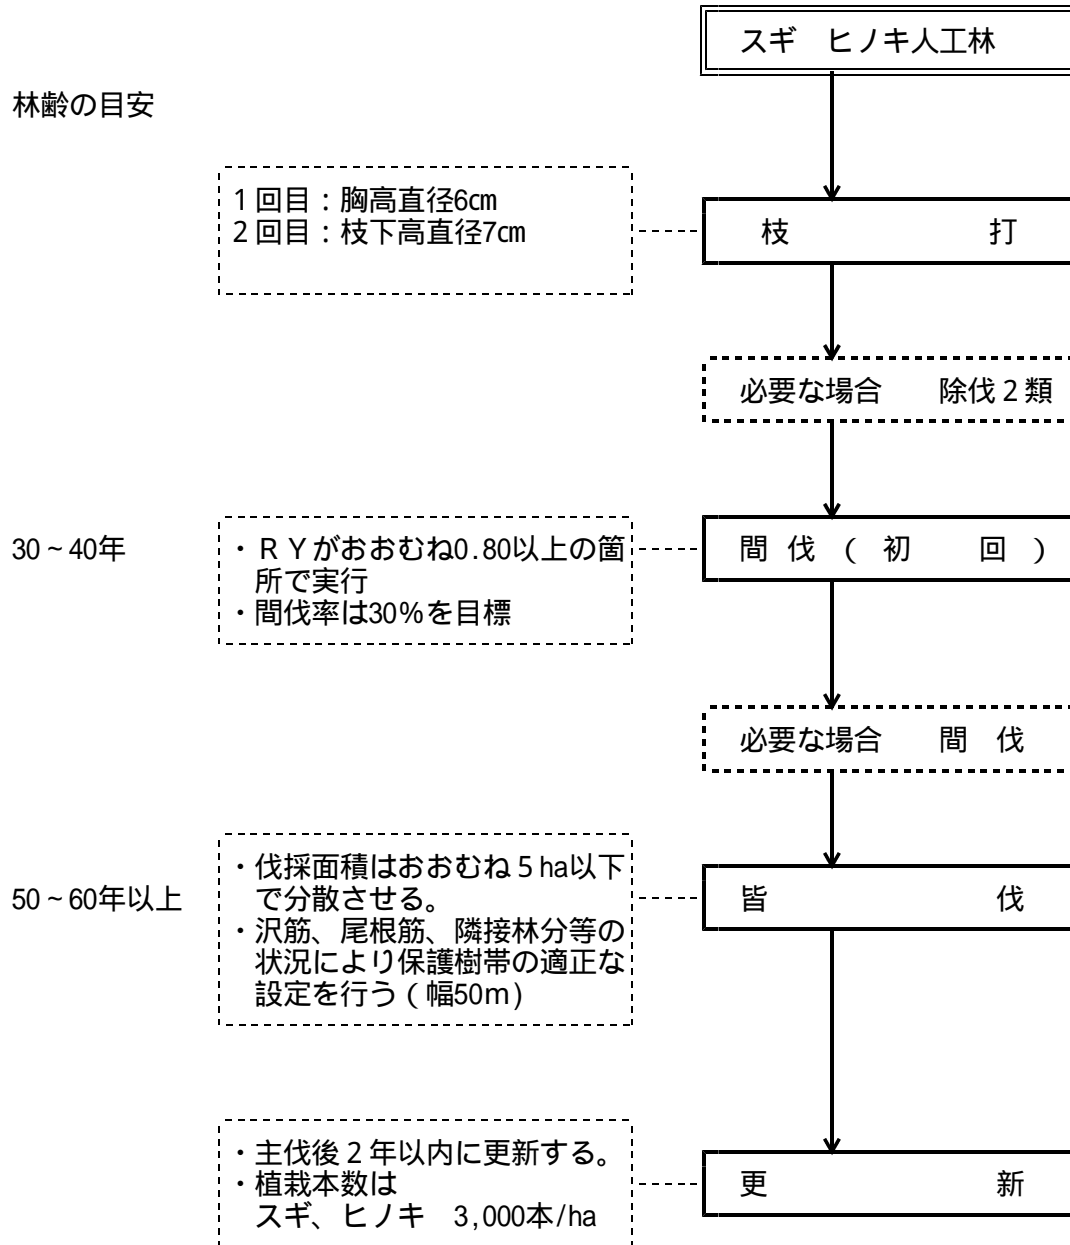 スギ　ヒノキ人工林
林齢の目安
1回目：胸高直径6㎝
2回目：枝下高直径7㎝
枝　　　　打
必要な場合　　除伐２類
30～40年
・ＲＹがおおむね0.80以上の箇
所で実行
・間伐率は30％を目標
間 伐 （ 初　　回 ）
必要な場合　　間　伐
50～60年以上
・伐採面積はおおむね５ha以下
で分散させる。
・沢筋、尾根筋、隣接林分等の
状況により保護樹帯の適正な
設定を行う（幅50ｍ）
皆　　　　伐
・主伐後２年以内に更新する。
・植栽本数は
スギ、ヒノキ　3,000本/ha
更　　　　新